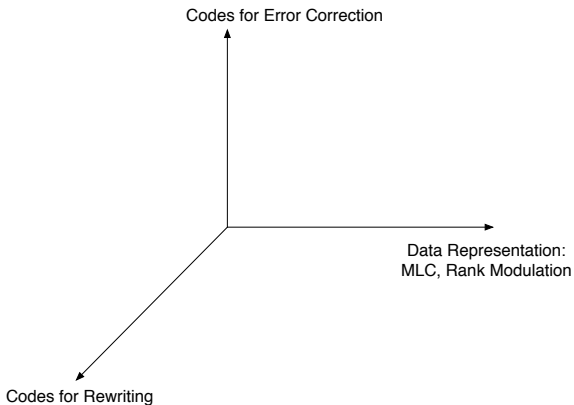 Codes for Error Correction
Data Representation:
MLC, Rank Modulation
Codes for Rewriting